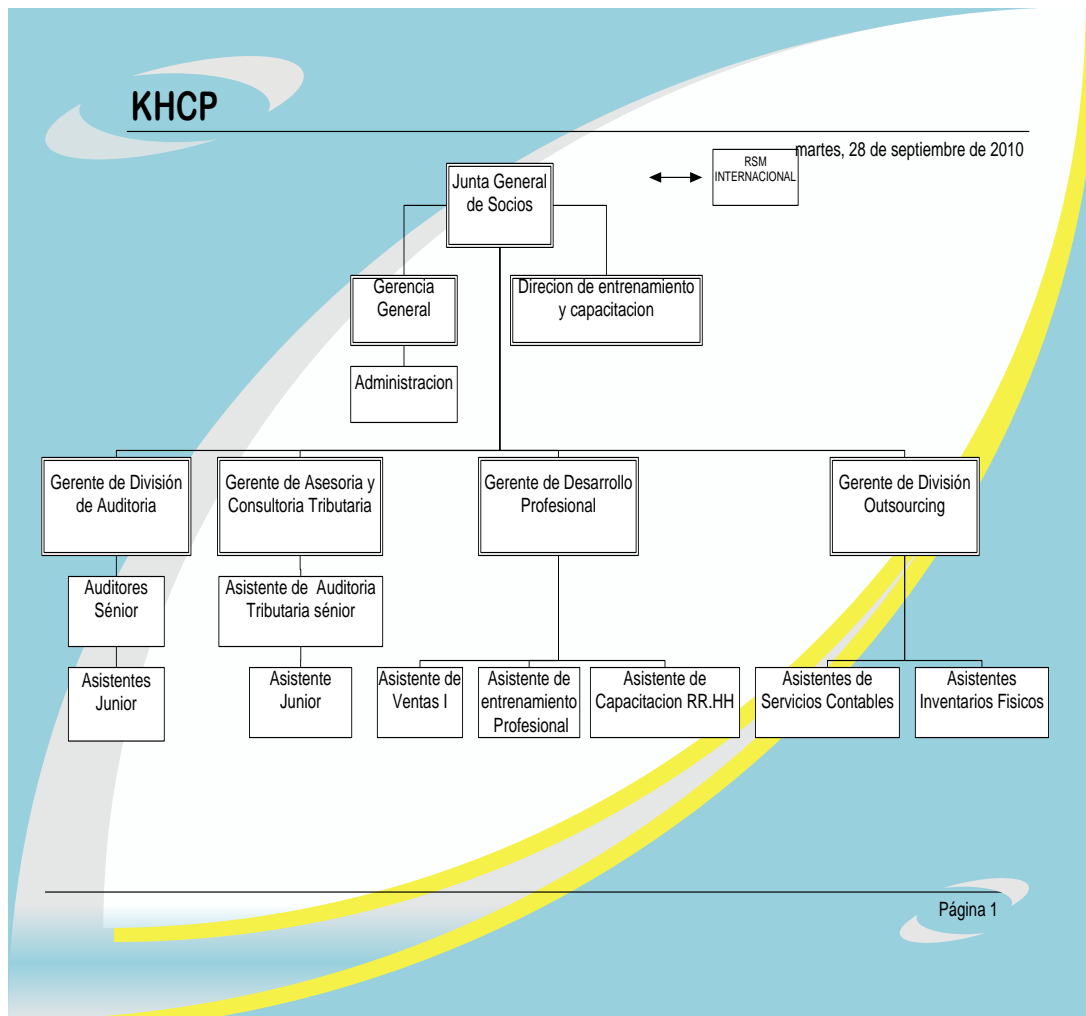 KHCP
martes, 28 de septiembre de 2010
RSM
INTERNACIONAL
Junta General
de Socios
Gerencia
General
Direcion de entrenamiento
y capacitacion
Administracion
Gerente de División
de Auditoria
Gerente de Asesoria y
Consultoria Tributaria
Gerente de Desarrollo
Profesional
Gerente de División
Outsourcing
Auditores
Sénior
Asistente de Auditoria
Tributaria sénior
Asistentes
Junior
Asistente
Junior
Asistente de
Ventas I
Asistente de
entrenamiento
Profesional
Asistente de
Capacitacion RR.HH
Asistentes de
Servicios Contables
Asistentes
Inventarios Fisicos
Página 1